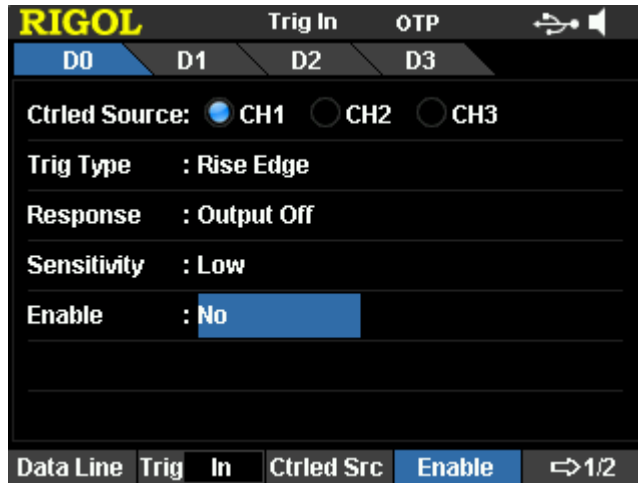 RIGOL Trig In OTP
D0 D1 D2 D3
Ctrled Source: CH1 CH2 CH3
Trig Type : Rise Edge
Response : Output Off
Sensitivity : Low
Enable : No
Data Line Trig In Ctrled Src Enable 1/2